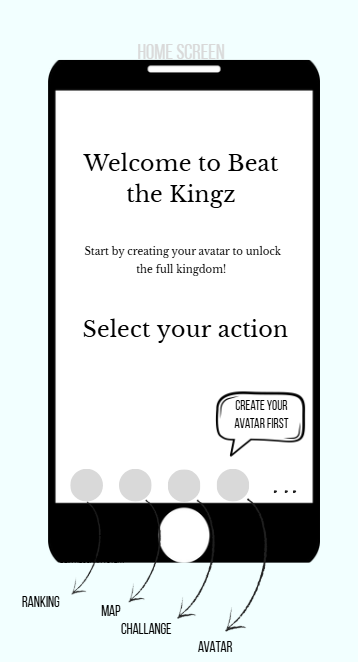 HOME SCREEN
Welcome to Beat
the Kingz
Start by creating your avatar to unlock
the full kingdom!
Select your action
CREATE YOUR
AVATAR FIRST
...
RANKING
MAP
CHALLANGE
AVATAR